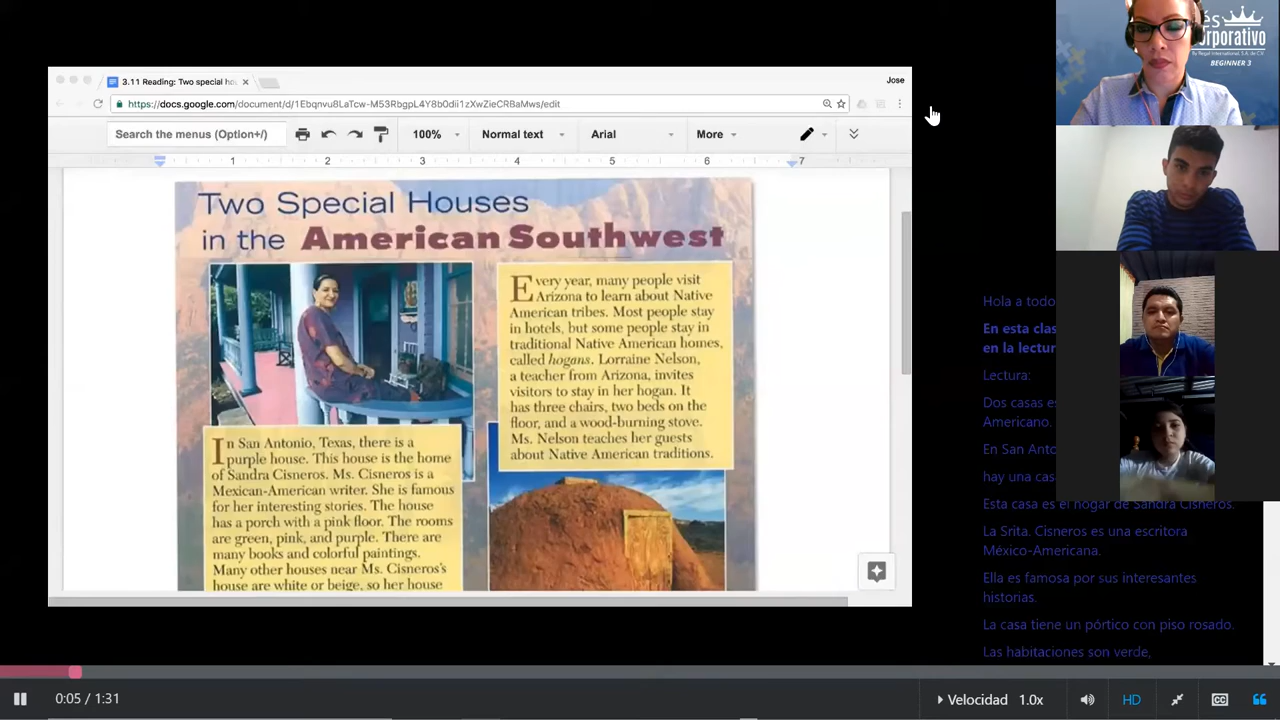 3.11 Reading: Two special hou
Jose
https://docs.google.com/document/d/1Ebqnvu8LaTcw-M53RbgpL4Y8b0dii1zXwZieCRBaMws/edit
Search the menus (Option+/)
100%
Normal text
Arial
More
1 2 3 4 5 6 7
Two Special Houses
in the American Southwest
In San Antonio, Texas, there is a
purple house. This house is the home
of Sandra Cisneros. Ms. Cisneros is a
Mexican-American writer. She is famous
for her interesting stories. The house
has a porch with a pink floor. The rooms
are green, pink, and purple. There are
many books and colorful paintings.
Many other houses near Ms. Cisneros's
house are white or beige, so her house
Every year, many people visit
Arizona to learn about Native
American tribes. Most people stay
in hotels, but some people stay in
traditional Native American homes,
called hogans. Lorraine Nelson,
a teacher from Arizona, invites
visitors to stay in her hogan. It
has three chairs, two beds on the
floor, and a wood-burning stove.
Ms. Nelson teaches her guests
about Native American traditions.
és
orporativo
By Regal International, S.A. de C.V.
BEGINNER 3
Hola a todo
En esta clas
en la lectur
Lectura:
Dos casas es
Americano.
En San Anto
hay una cas
Esta casa es el hogar de Sandra Cisneros.
La Srita. Cisneros es una escritora
México-Americana.
Ella es famosa por sus interesantes
historias.
La casa tiene un pórtico con piso rosado.
Las habitaciones son verde,
0:05 / 1:31
Velocidad 1.0x
HD
CC